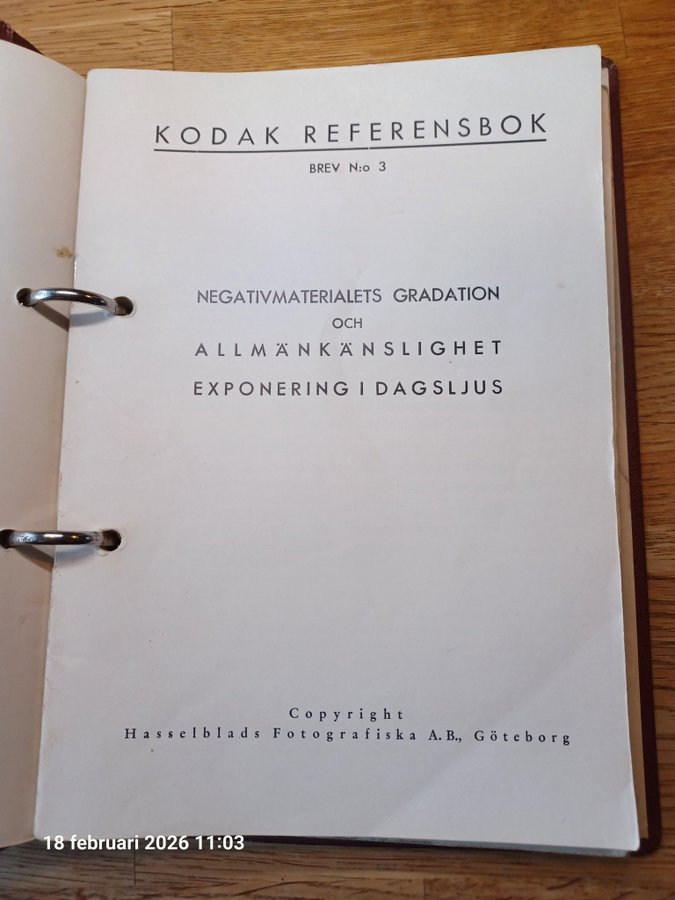 KODAK REFERENSBOK
BREV N:o 3
NEGATIVMATERIALETS GRADATION
OCH
ALLMÄNKÄNSLIGHET
EXPONERING I DAGSLJUS
Copyright
Hasselblads Fotografiska A.B., Göteborg
18 februari 2026 11:03